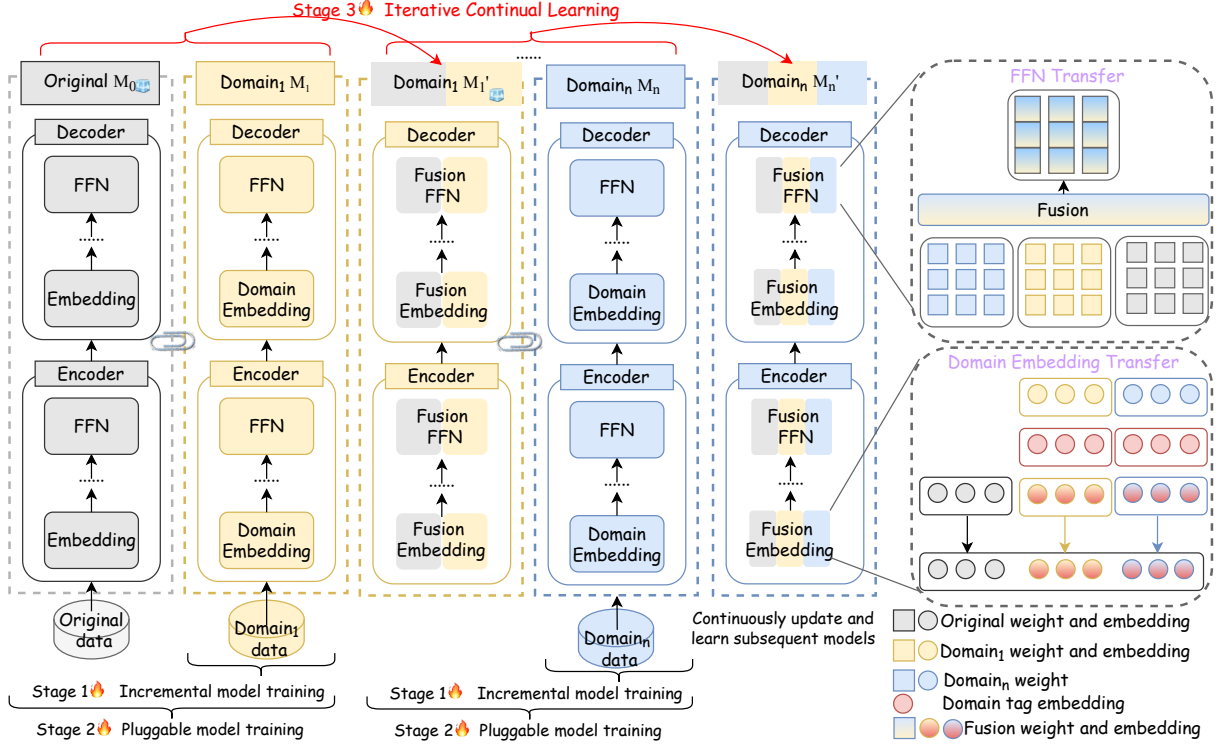 Stage 3 Iterative Continual Learning
......
Original M₀
Domain₁ M₁
Domain₁ M₁'
Domainₙ Mₙ
Domainₙ Mₙ'
Decoder
FFN
......
Embedding
Encoder
FFN
......
Embedding
Original
data
Decoder
FFN
......
Domain
Embedding
Encoder
FFN
......
Domain
Embedding
Domain₁
data
Decoder
Fusion
FFN
......
Fusion
Embedding
Encoder
Fusion
FFN
......
Fusion
Embedding
Decoder
FFN
......
Domain
Embedding
Encoder
FFN
......
Domain
Embedding
Domainₙ
data
Decoder
Fusion
FFN
......
Fusion
Embedding
Encoder
Fusion
FFN
......
Fusion
Embedding
Continuously update and
learn subsequent models
Stage 1 Incremental model training
Stage 2 Pluggable model training
Stage 1 Incremental model training
Stage 2 Pluggable model training
FFN Transfer
Fusion
Domain Embedding Transfer
Original weight and embedding
Domain₁ weight and embedding
Domainₙ weight
Domain tag embedding
Fusion weight and embedding